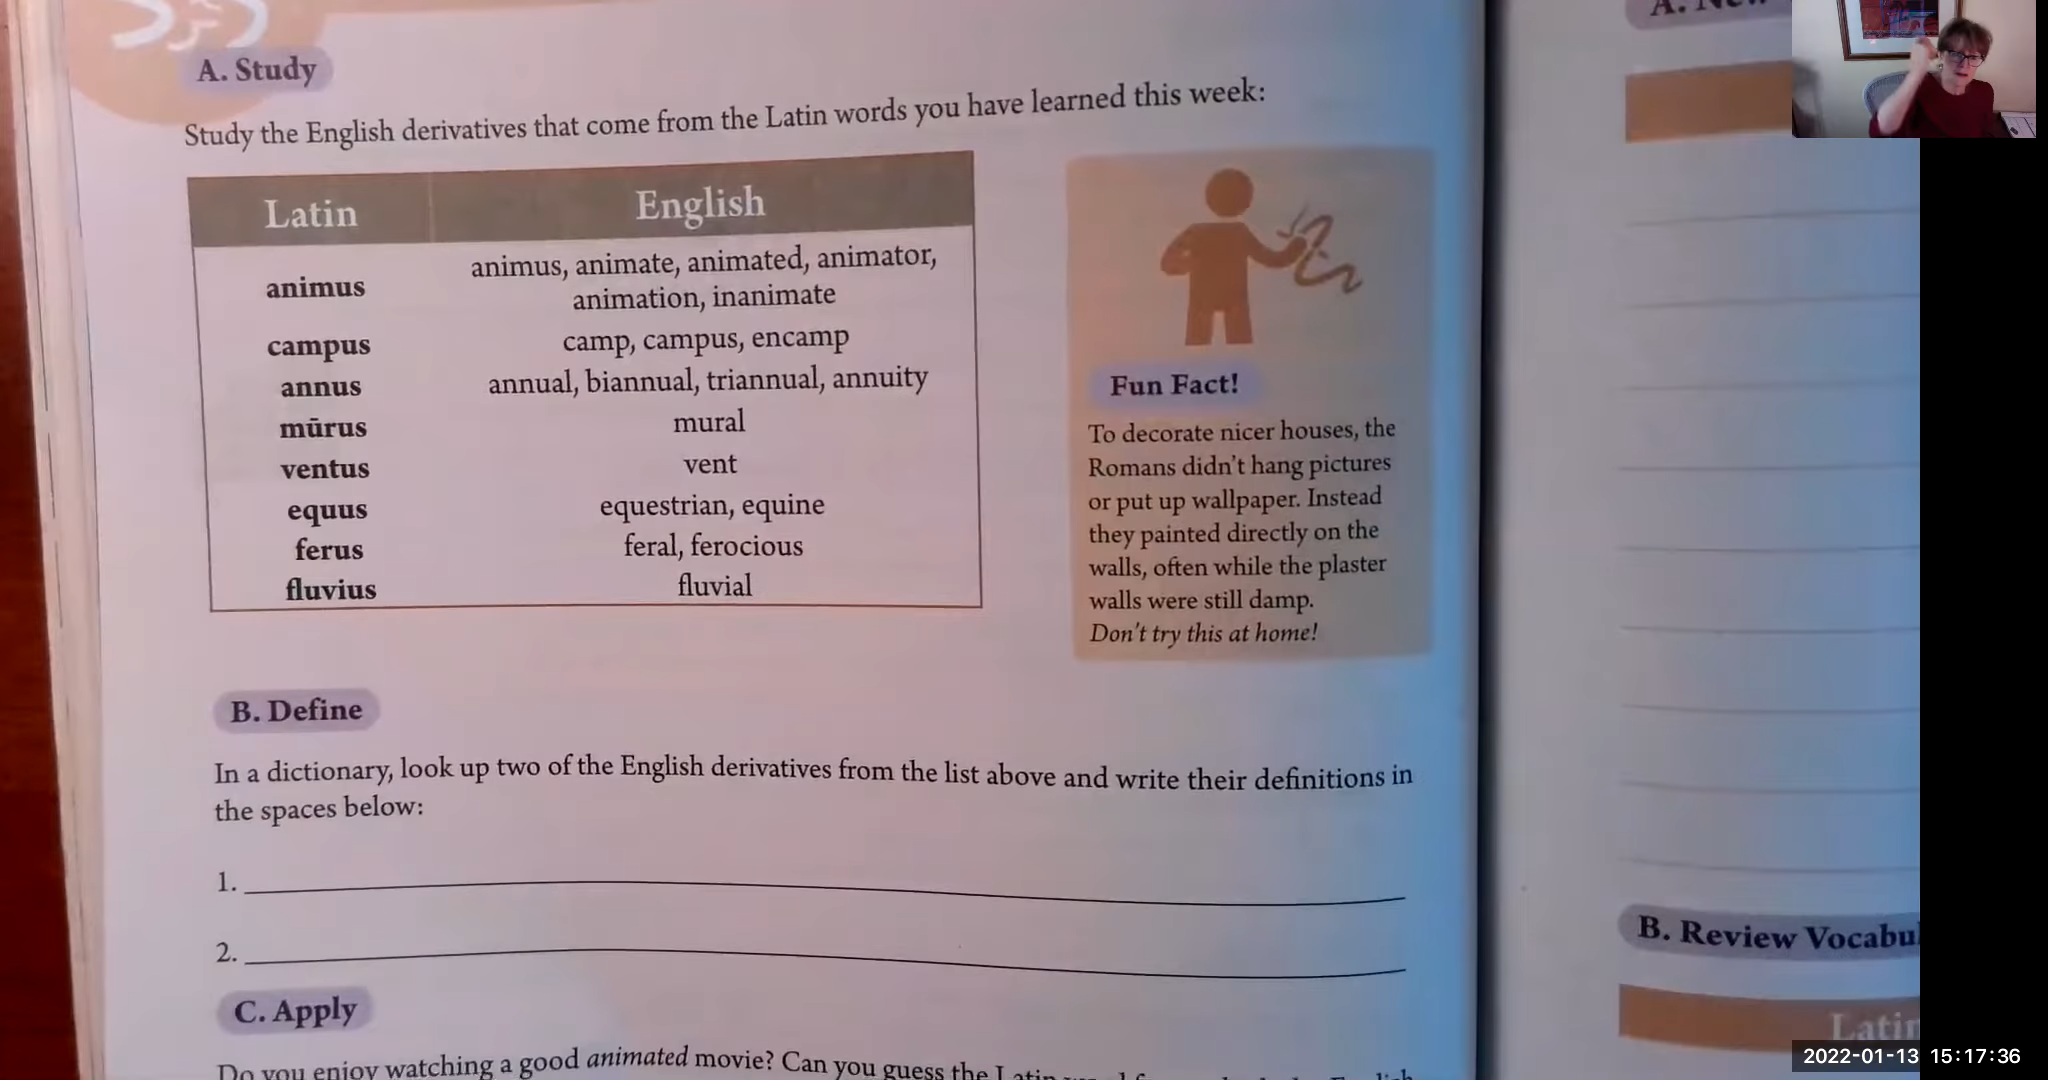 A. Study
Study the English derivatives that come from the Latin words you have learned this week:
Latin English
animus animus, animate, animated, animator,
animation, inanimate
campus camp, campus, encamp
annus annual, biannual, triannual, annuity
mūrus mural
ventus vent
equus equestrian, equine
ferus feral, ferocious
fluvius fluvial
Fun Fact!
To decorate nicer houses, the
Romans didn't hang pictures
or put up wallpaper. Instead
they painted directly on the
walls, often while the plaster
walls were still damp.
Don't try this at home!
B. Define
In a dictionary, look up two of the English derivatives from the list above and write their definitions in
the spaces below:
1.
2.
C. Apply
Do you enjoy watching a good animated movie? Can you guess the Latin
A.
B. Review
Latin
2022-01-13 15:17:36